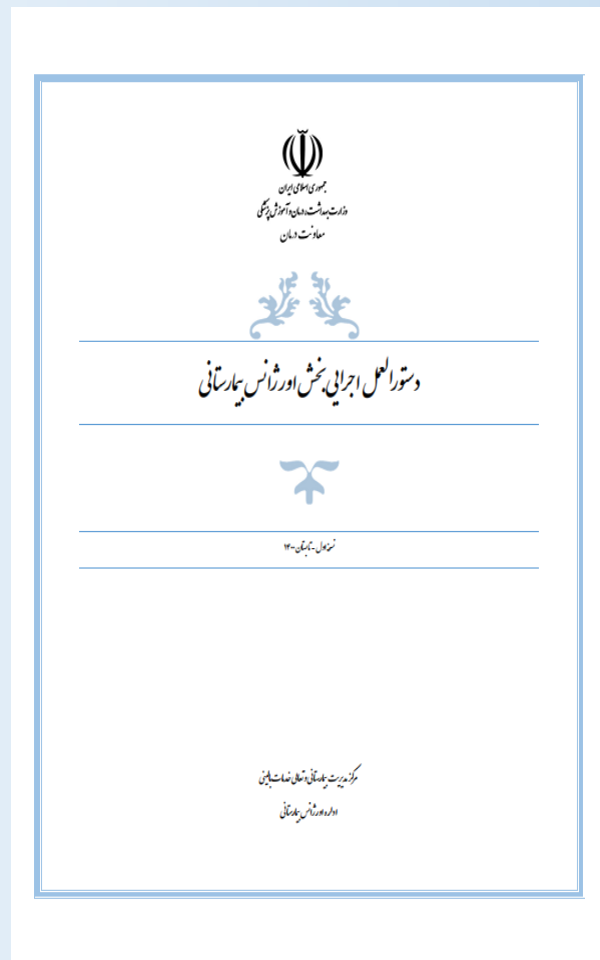 جمهوری اسلامی ایران
وزارت بهداشت، درمان و آموزش پزشکی
معاونت درمان
دستورالعمل اجرایی بخش اورژانس بیمارستانی
نسخه اول - تابستان ۱۴۰۰
مرکز مدیریت بیمارستانی و تعالی خدمات بالینی
اداره اورژانس بیمارستانی